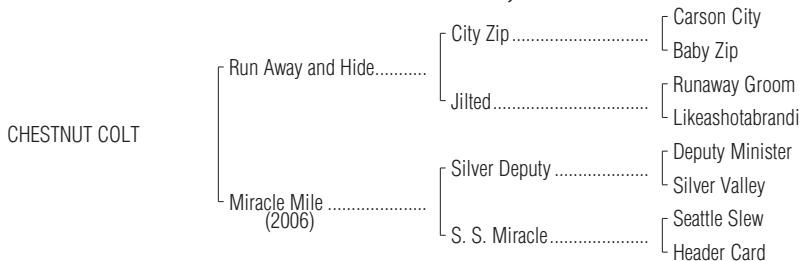 Carson City
City Zip
Baby Zip
Run Away and Hide
Runaway Groom
Jilted
Likeashotabrandi
CHESTNUT COLT
Deputy Minister
Silver Deputy
Silver Valley
Miracle Mile
(2006)
Seattle Slew
S. S. Miracle
Header Card